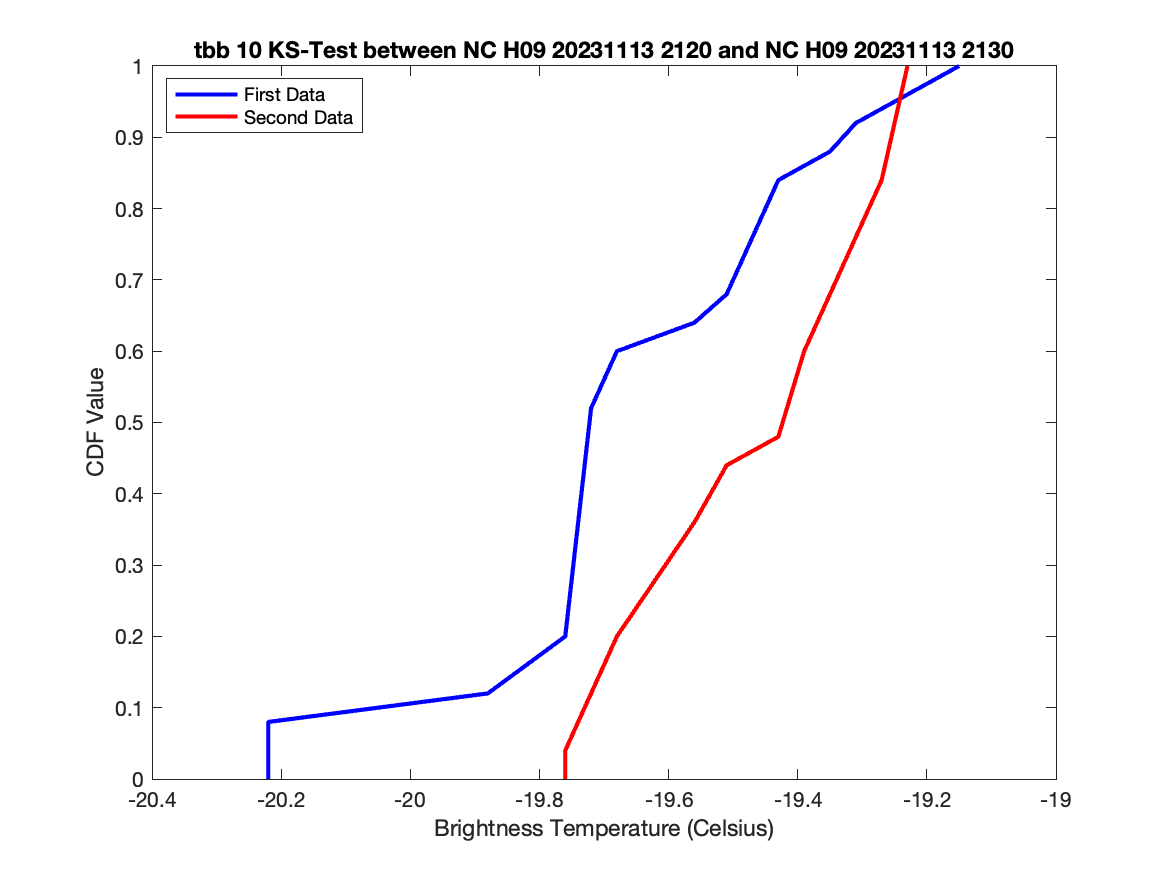 tbb 10 KS-Test between NC H09 20231113 2120 and NC H09 20231113 2130
First Data
Second Data
1
0.9
0.8
0.7
0.6
0.5
0.4
0.3
0.2
0.1
0
CDF Value
-20.4 -20.2 -20 -19.8 -19.6 -19.4 -19.2 -19
Brightness Temperature (Celsius)